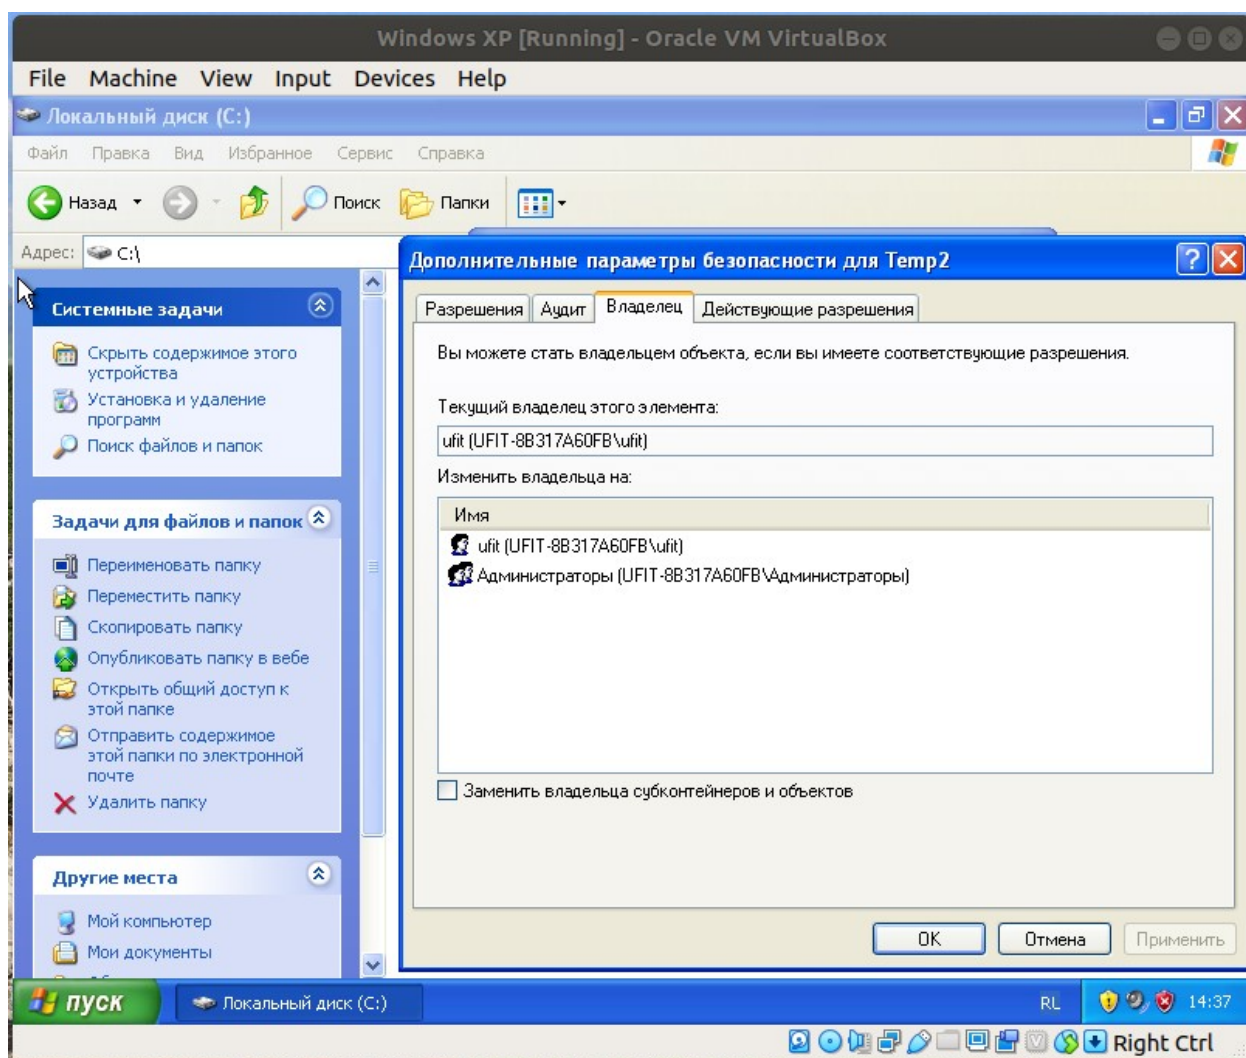 Windows XP [Running] - Oracle VM VirtualBox
File Machine View Input Devices Help
Локальный диск (C:)
Файл Правка Вид Избранное Сервис Справка
Назад Поиск Папки
Адрес: C:\
Системные задачи
Скрыть содержимое этого
устройства
Установка и удаление
программ
Поиск файлов и папок
Задачи для файлов и папок
Переименовать папку
Переместить папку
Скопировать папку
Опубликовать папку в вебе
Открыть общий доступ к
этой папке
Отправить содержимое
этой папки по электронной
почте
Удалить папку
Другие места
Мой компьютер
Мои документы
Дополнительные параметры безопасности для Temp2
Разрешения Аудит Владелец Действующие разрешения
Вы можете стать владельцем объекта, если вы имеете соответствующие разрешения.
Текущий владелец этого элемента:
ufit (UFIT-8B317A60FB\ufit)
Изменить владельца на:
Имя
ufit (UFIT-8B317A60FB\ufit)
Администраторы (UFIT-8B317A60FB\Администраторы)
Заменить владельца субконтейнеров и объектов
OK Отмена Применить
пуск Локальный диск (C:) RL 14:37
Right Ctrl